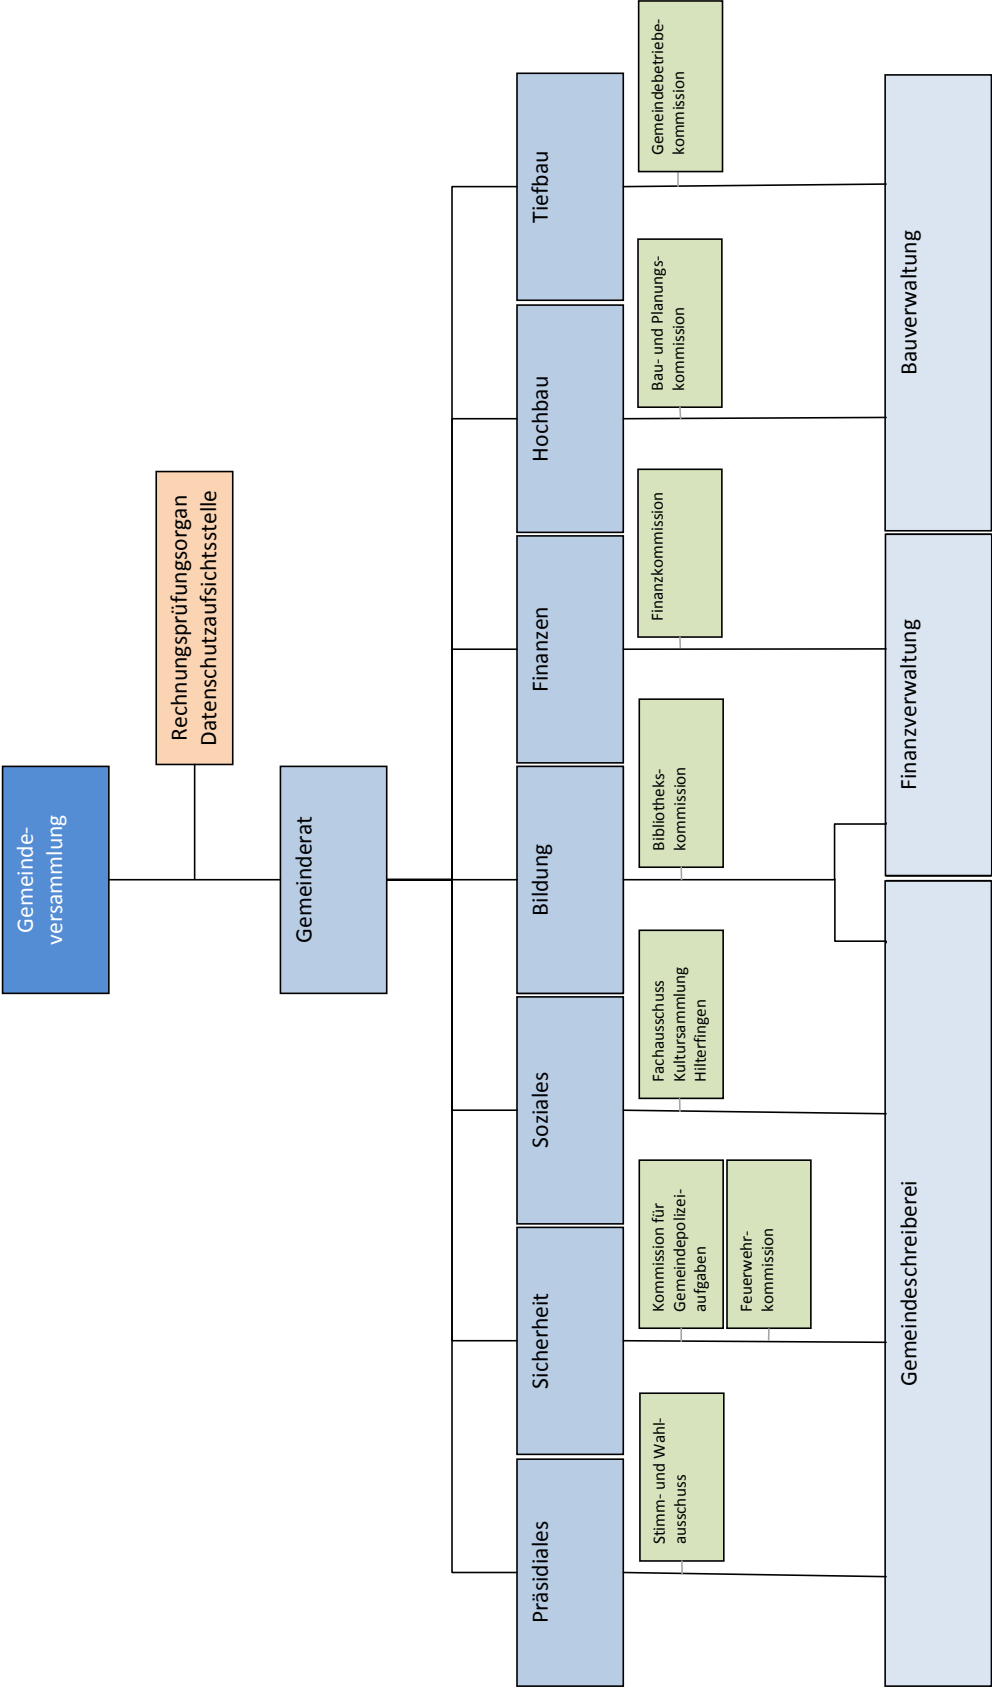 Gemeinde-
versammlung
Rechnungsprüfungsorgan
Datenschutzaufsichtsstelle
Gemeinderat
Präsidiales
Sicherheit
Soziales
Bildung
Finanzen
Hochbau
Tiefbau
Stimm- und Wahl-
ausschuss
Kommission für
Gemeindepolizei-
aufgaben
Feuerwehr-
kommission
Fachausschuss
Kultursammlung
Hilterfingen
Bibliotheks-
kommission
Finanzkommission
Bau- und Planungs-
kommission
Gemeindebetriebe-
kommission
Gemeindeschreiberei
Finanzverwaltung
Bauverwaltung